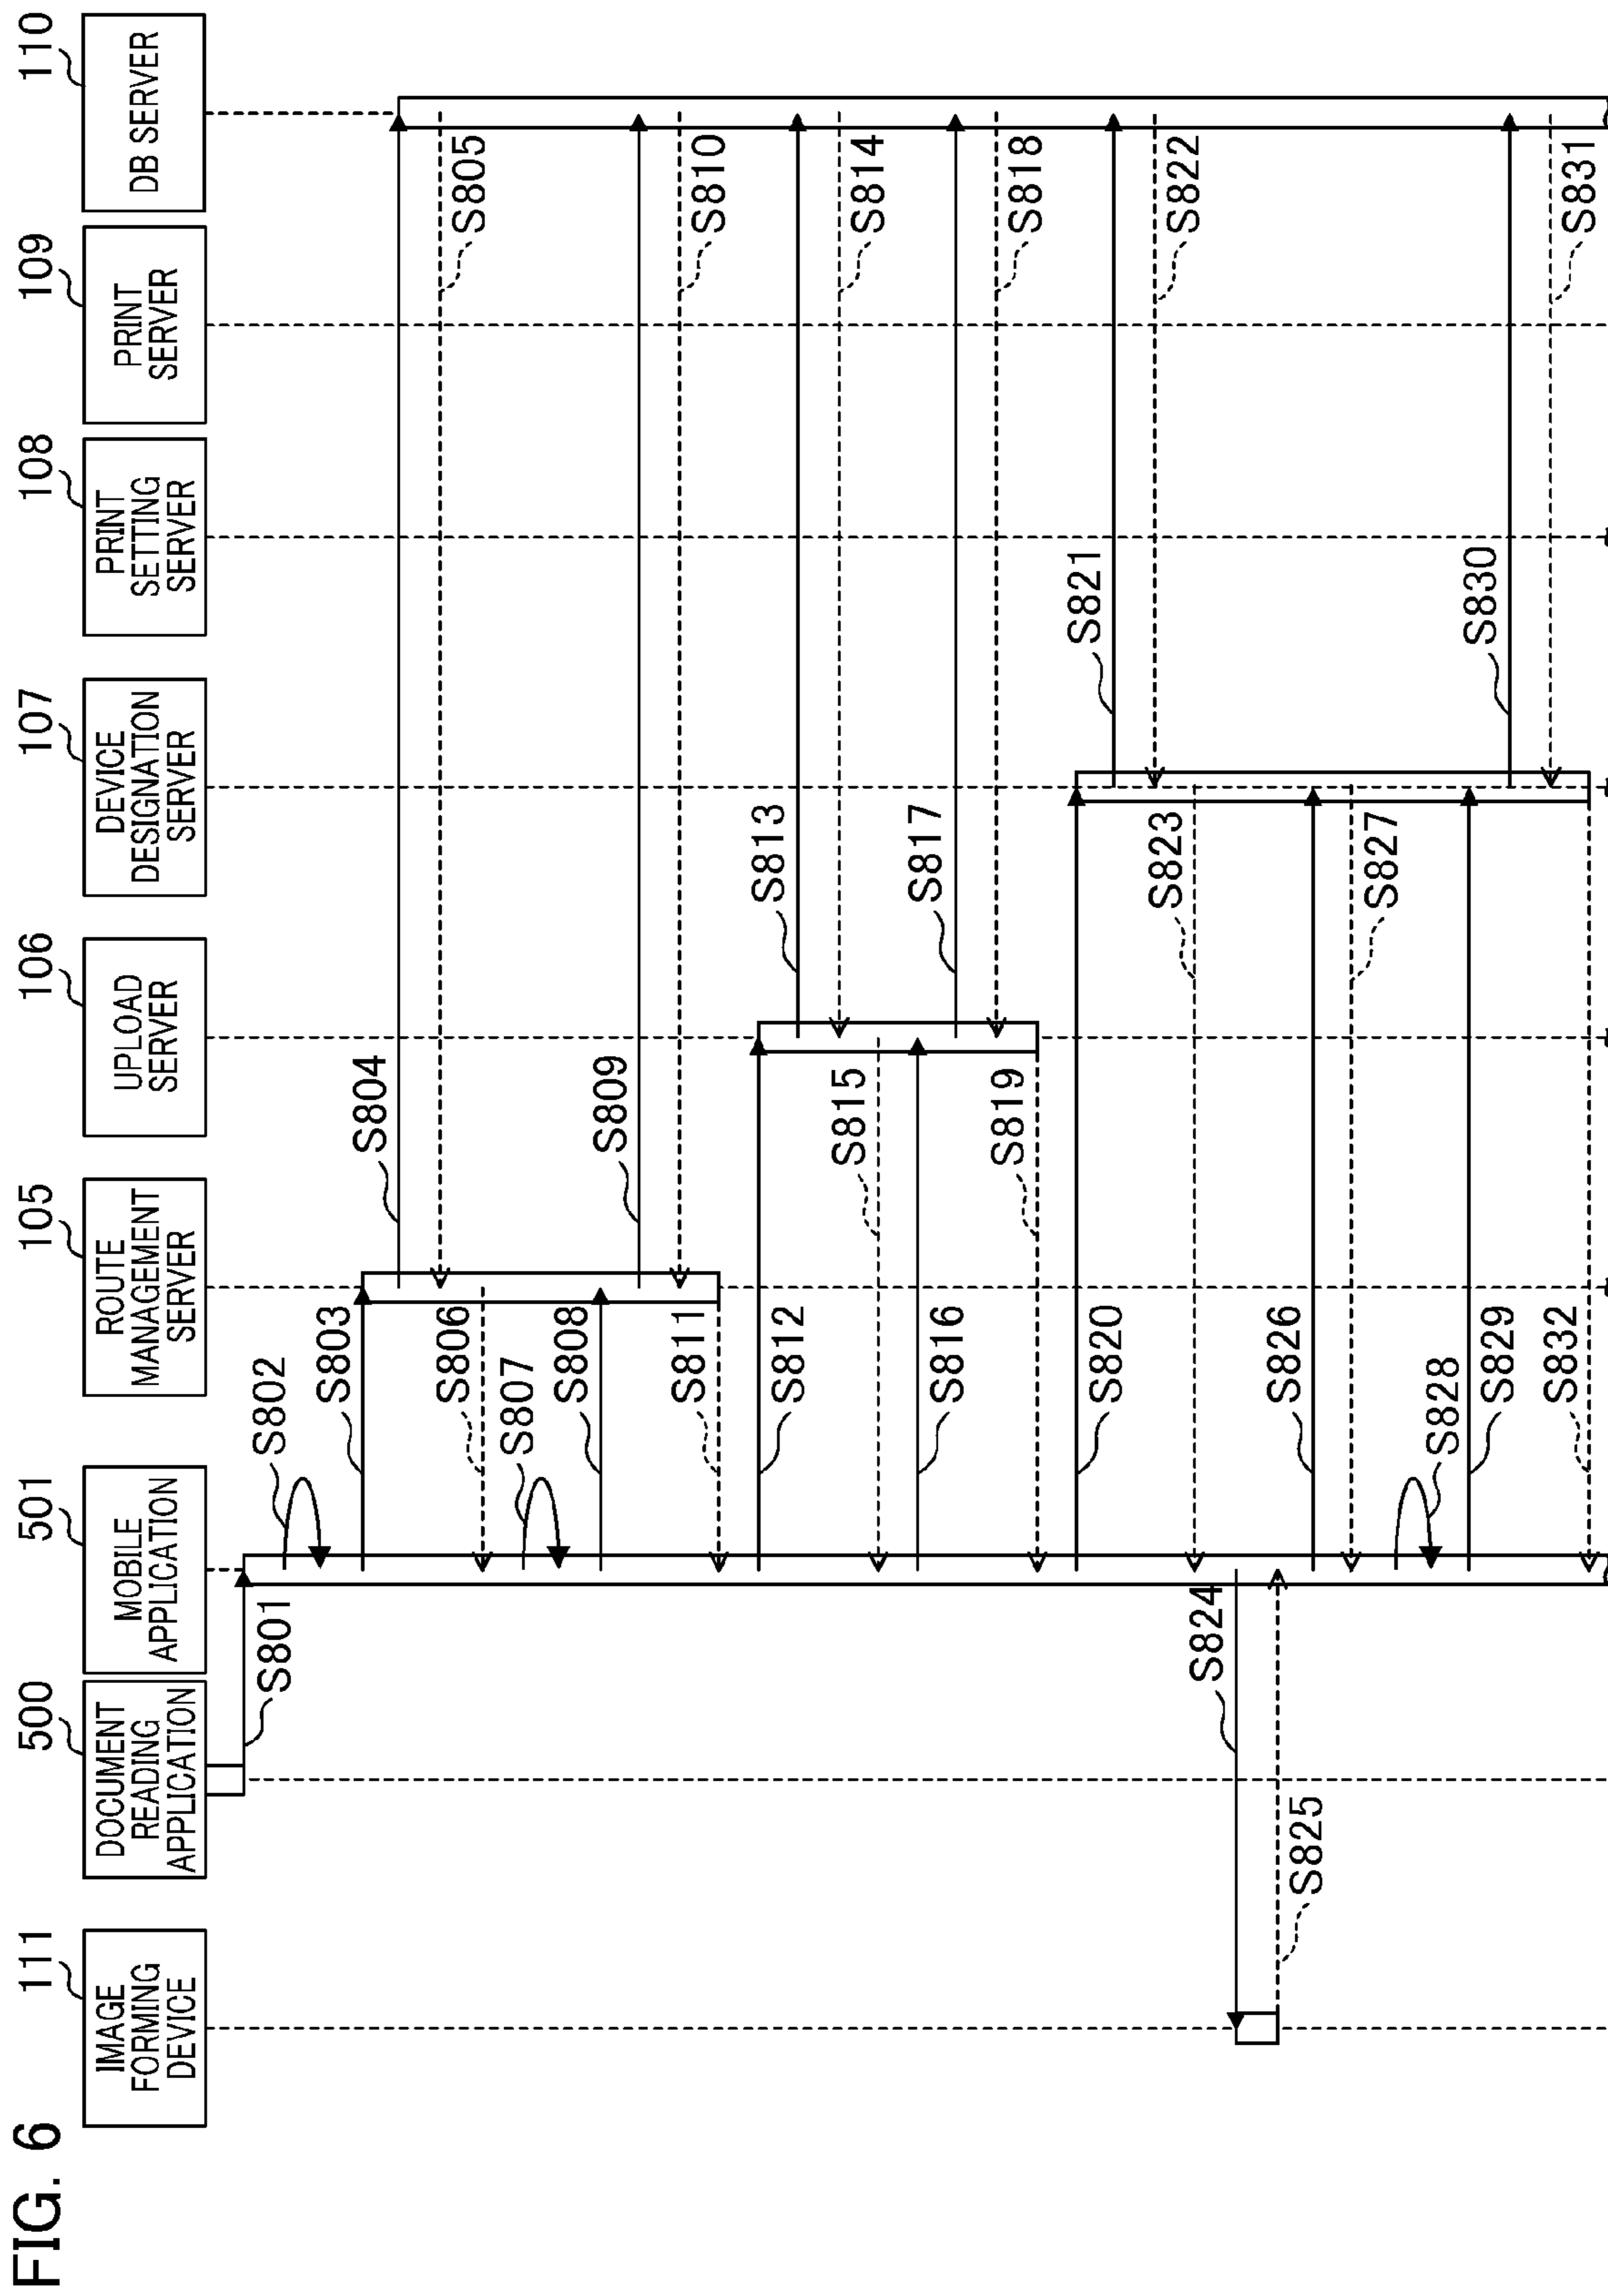 FIG. 6
111
IMAGE
FORMING
DEVICE
500
DOCUMENT
READING
APPLICATION
501
MOBILE
APPLICATION
105
ROUTE
MANAGEMENT
SERVER
106
UPLOAD
SERVER
107
DEVICE
DESIGNATION
SERVER
108
PRINT
SETTING
SERVER
109
PRINT
SERVER
110
DB SERVER
S801
S802
S803
S804
S805
S806
S807
S808
S809
S810
S811
S812
S813
S814
S815
S816
S817
S818
S819
S820
S821
S822
S823
S824
S825
S826
S827
S828
S829
S830
S831
S832